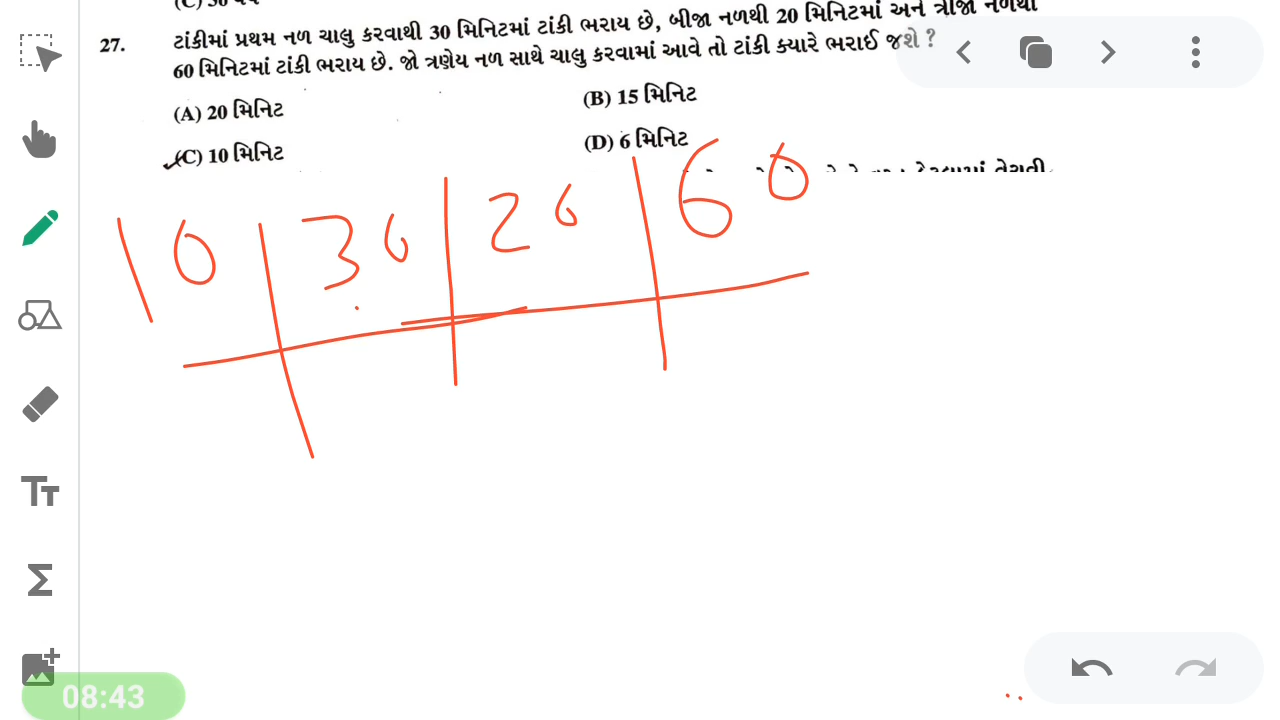 27. ટાંકીમાં પ્રથમ નળ ચાલુ કરવાથી 30 મિનિટમાં ટાંકી ભરાય છે, બીજા નળથી 20 મિનિટમાં અને ત્રીજા નળથી
60 મિનિટમાં ટાંકી ભરાય છે. જો ત્રણેય નળ સાથે ચાલુ કરવામાં આવે તો ટાંકી ક્યારે ભરાઈ જશે ?
(A) 20 મિનિટ (B) 15 મિનિટ
(C) 10 મિનિટ (D) 6 મિનિટ
10 30 20 60
Tт
Σ
08:43